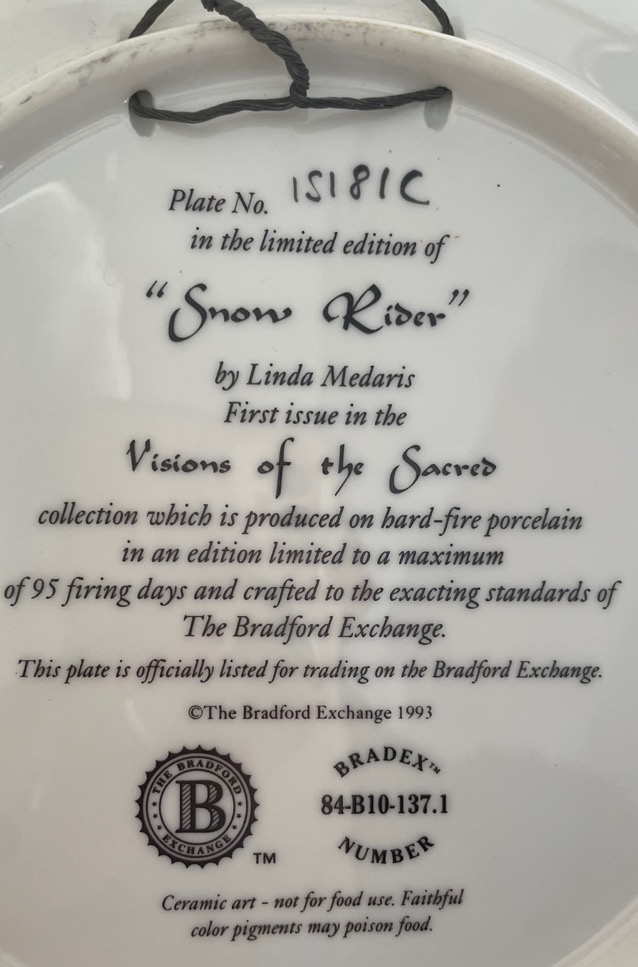 Plate No. 15181C
in the limited edition of
"Snow Rider"
by Linda Medaris
First issue in the
Visions of the Sacred
collection which is produced on hard-fire porcelain
in an edition limited to a maximum
of 95 firing days and crafted to the exacting standards of
The Bradford Exchange.
This plate is officially listed for trading on the Bradford Exchange.
©The Bradford Exchange 1993
THE BRADFORD
B
EXCHANGE
TM
BRADEX™
84-B10-137.1
NUMBER
Ceramic art - not for food use. Faithful
color pigments may poison food.